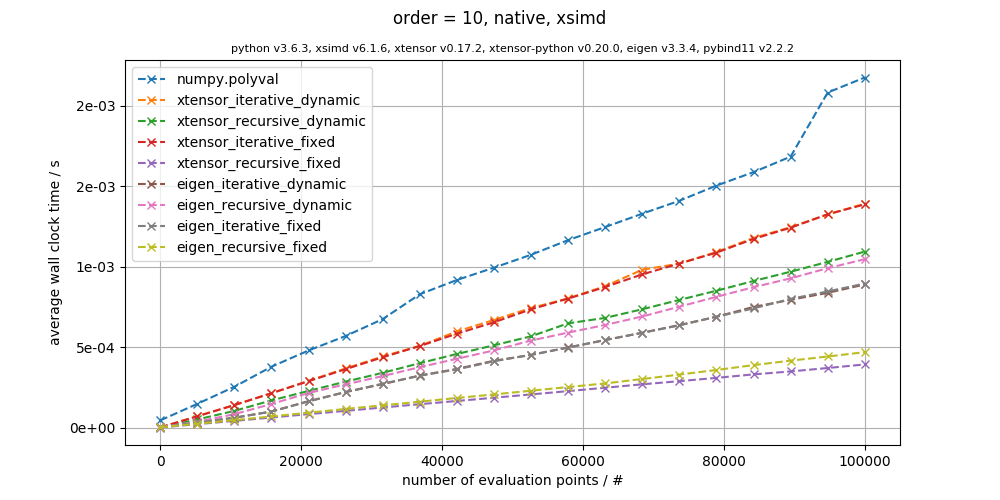 order = 10, native, xsimd
python v3.6.3, xsimd v6.1.6, xtensor v0.17.2, xtensor-python v0.20.0, eigen v3.3.4, pybind11 v2.2.2
numpy.polyval
xtensor_iterative_dynamic
xtensor_recursive_dynamic
xtensor_iterative_fixed
xtensor_recursive_fixed
eigen_iterative_dynamic
eigen_recursive_dynamic
eigen_iterative_fixed
eigen_recursive_fixed
average wall clock time / s
2e-03
2e-03
1e-03
5e-04
0e+00
0 20000 40000 60000 80000 100000
number of evaluation points / #